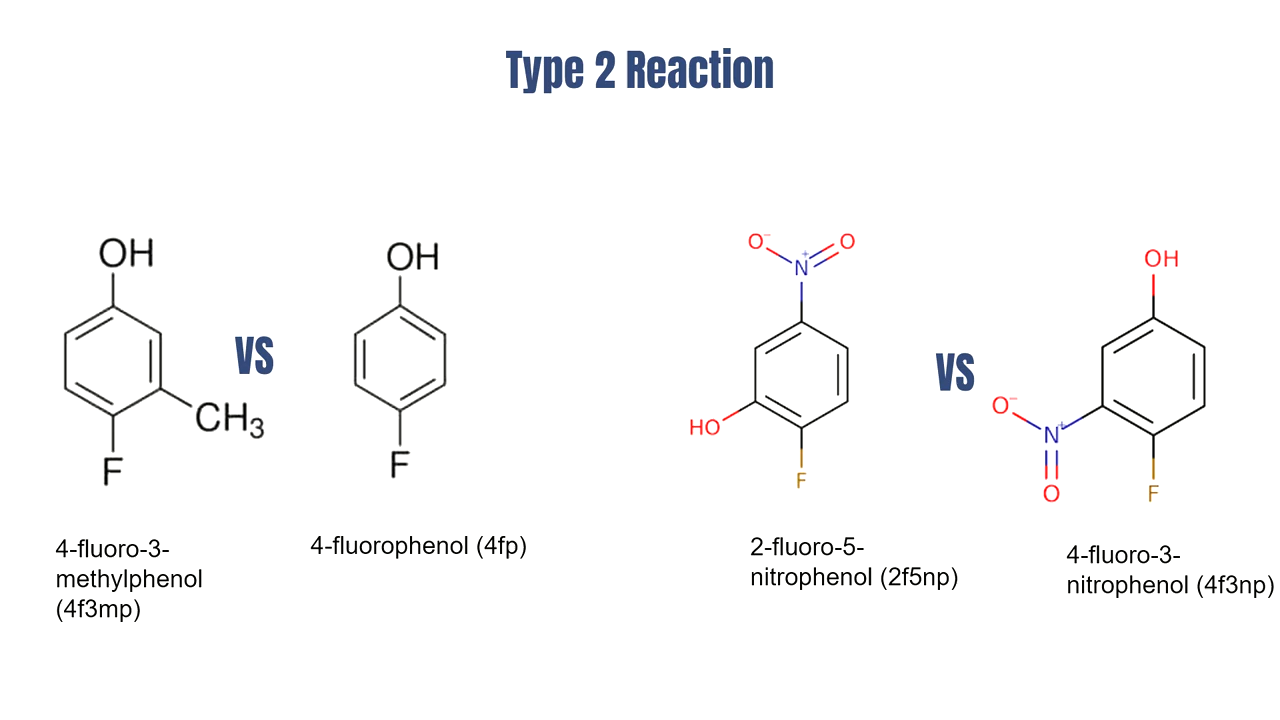 Type 2 Reaction
OH
VS
CH3
F
OH
F
O-
N+
O
HO
F
VS
OH
O-
N+
O
F
4-fluoro-3-
methylphenol
(4f3mp)
4-fluorophenol (4fp)
2-fluoro-5-
nitrophenol (2f5np)
4-fluoro-3-
nitrophenol (4f3np)